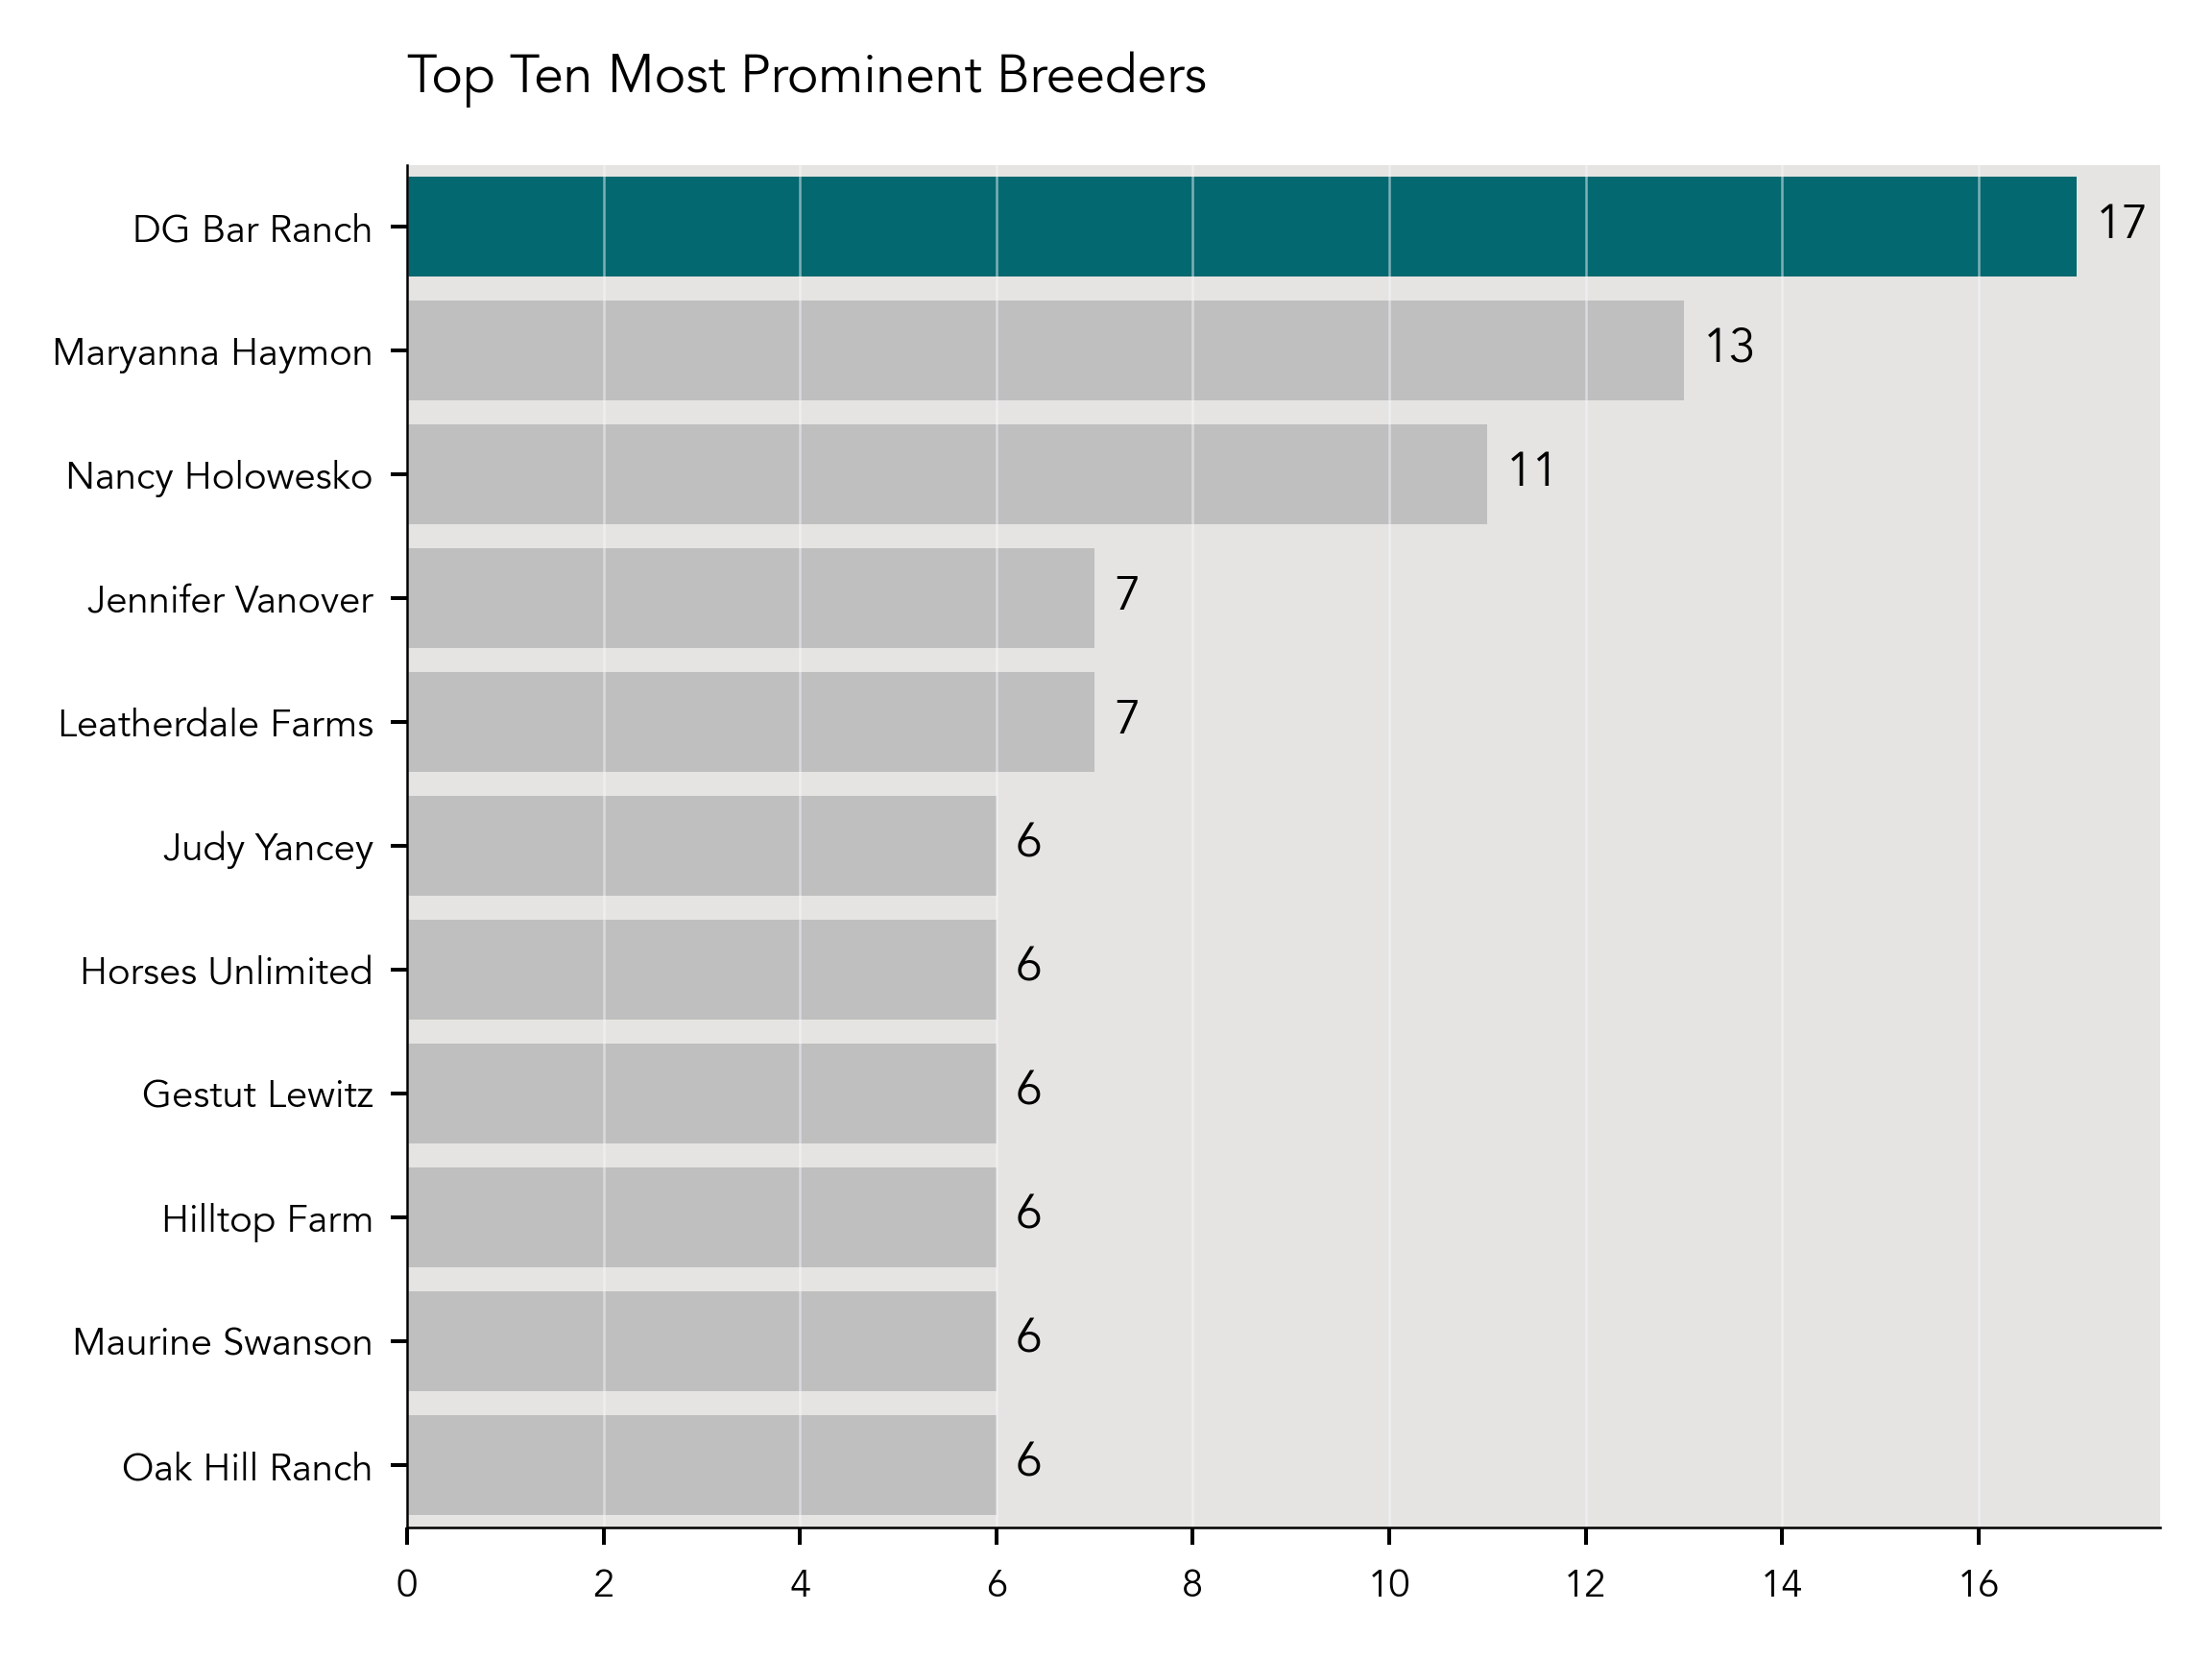 Top Ten Most Prominent Breeders
DG Bar Ranch 17
Maryanna Haymon 13
Nancy Holowesko 11
Jennifer Vanover 7
Leatherdale Farms 7
Judy Yancey 6
Horses Unlimited 6
Gestut Lewitz 6
Hilltop Farm 6
Maurine Swanson 6
Oak Hill Ranch 6
0 2 4 6 8 10 12 14 16